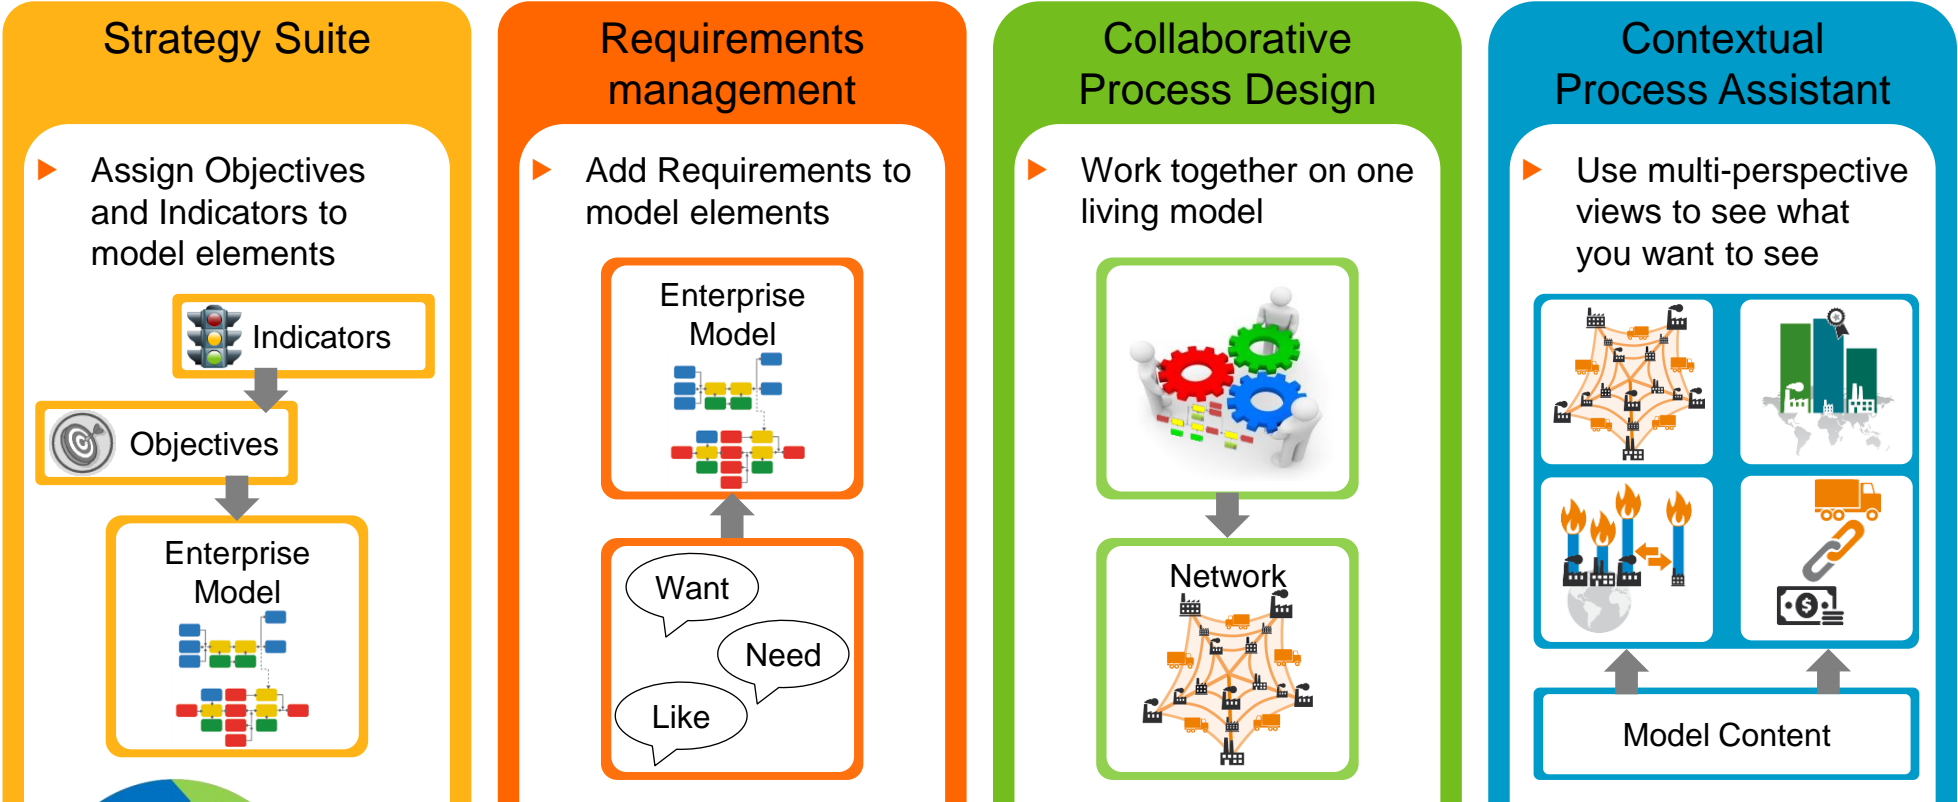 Strategy Suite
Assign Objectives
and Indicators to
model elements
Indicators
Objectives
Enterprise
Model
Requirements
management
Add Requirements to
model elements
Enterprise
Model
Want
Need
Like
Collaborative
Process Design
Work together on one
living model
Network
Contextual
Process Assistant
Use multi-perspective
views to see what
you want to see
Model Content